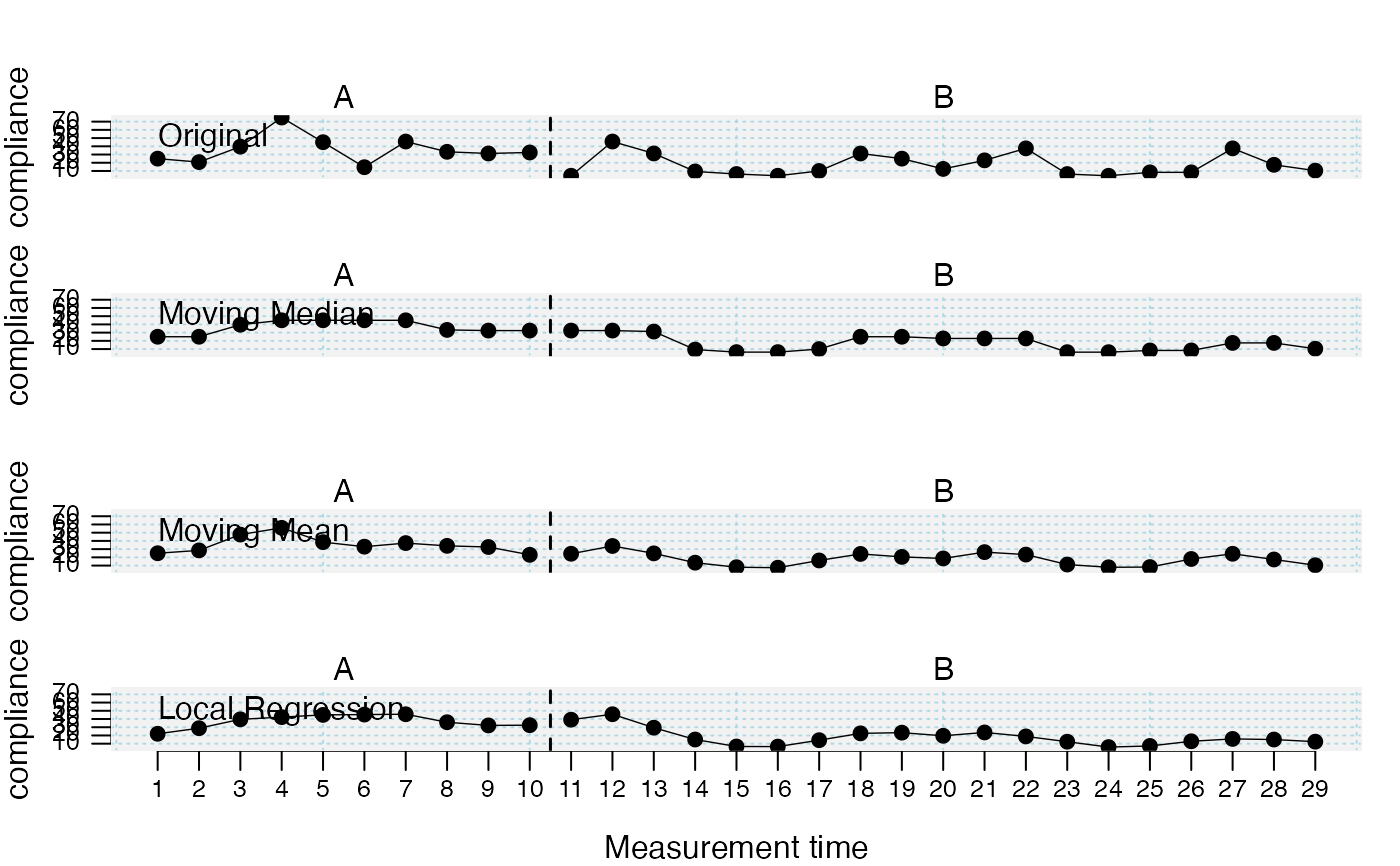 compliance
A B
Original
70
10
compliance
A B
Moving Median
70
10
compliance
A B
Moving Mean
70
10
compliance
A B
Local Regression
70
10
1 2 3 4 5 6 7 8 9 10 11 12 13 14 15 16 17 18 19 20 21 22 23 24 25 26 27 28 29
Measurement time